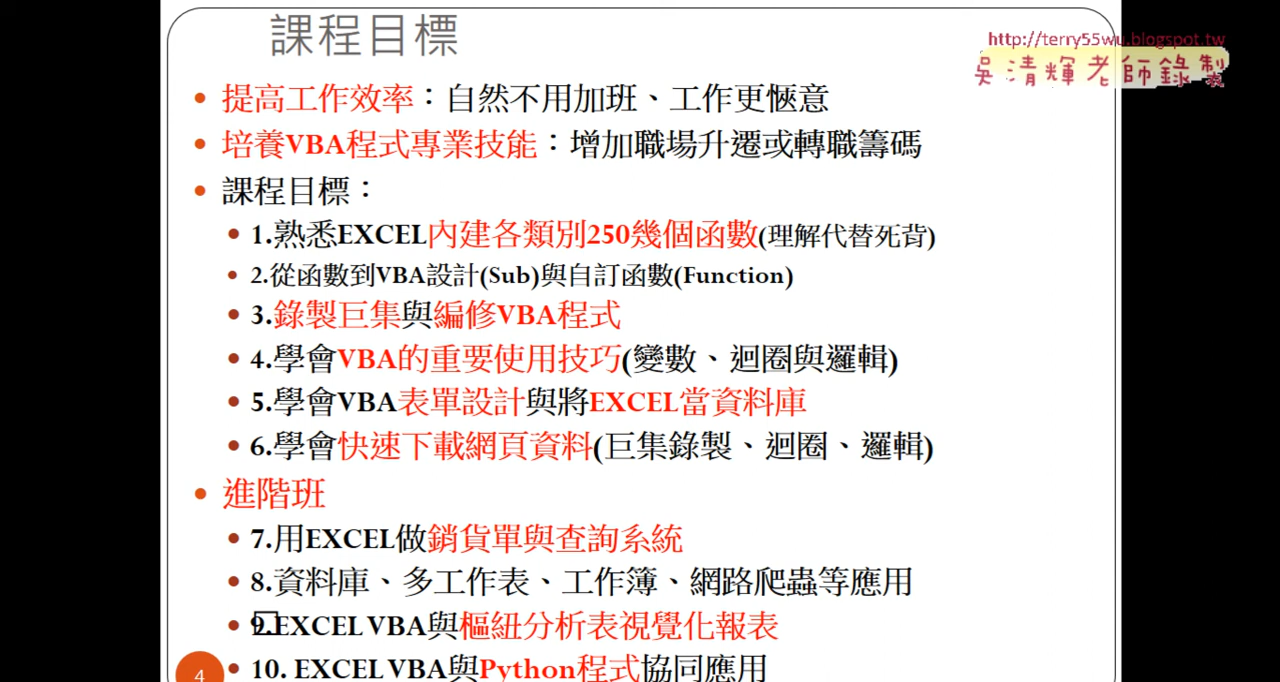 課程目標
http://terry55wu.blogspot.tw
吳清輝老師錄製
提高工作效率：自然不用加班、工作更愜意
培養VBA程式專業技能：增加職場升遷或轉職籌碼
課程目標：
1.熟悉EXCEL內建各類別250幾個函數(理解代替死背)
2.從函數到VBA設計(Sub)與自訂函數(Function)
3.錄製巨集與編修VBA程式
4.學會VBA的重要使用技巧(變數、迴圈與邏輯)
5.學會VBA表單設計與將EXCEL當資料庫
6.學會快速下載網頁資料(巨集錄製、迴圈、邏輯)
進階班
7.用EXCEL做銷貨單與查詢系統
8.資料庫、多工作表、工作簿、網路爬蟲等應用
9.EXCEL VBA與樞紐分析表視覺化報表
10. EXCEL VBA與Python程式協同應用
4